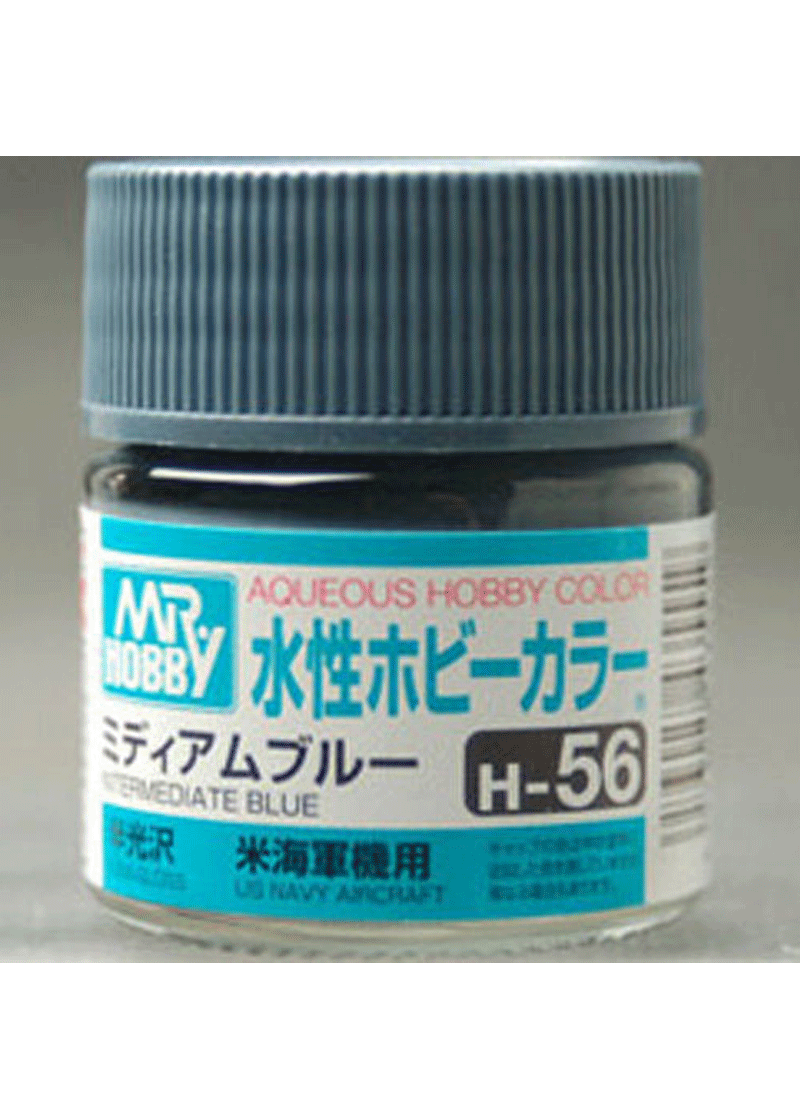 AQUEOUS HOBBY COLOR
MR.
HOBBY
水性ホビーカラー
ミディアムブルー
INTERMEDIATE BLUE
H-56
半光沢
米海軍機用
US NAVY AIRCRAFT